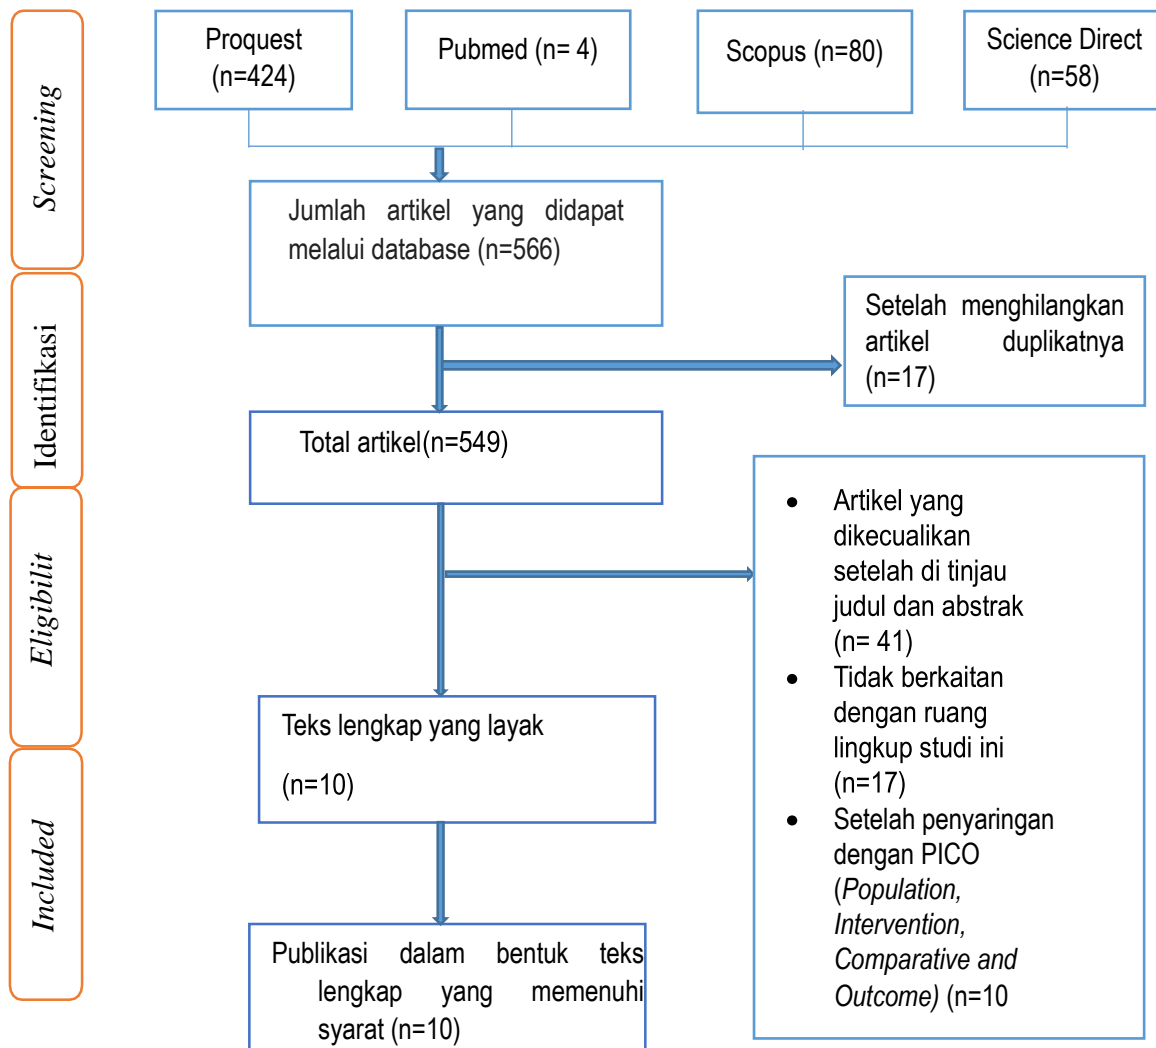 Screening
Proquest
(n=424)
Pubmed (n= 4)
Scopus (n=80)
Science Direct
(n=58)
Jumlah artikel yang didapat
melalui database (n=566)
Identifikasi
Setelah menghilangkan
artikel duplikatnya
(n=17)
Total artikel(n=549)
Eligibilit
• Artikel yang
dikecualikan
setelah di tinjau
judul dan abstrak
(n= 41)
• Tidak berkaitan
dengan ruang
lingkup studi ini
(n=17)
• Setelah penyaringan
dengan PICO
(Population,
Intervention,
Comparative and
Outcome) (n=10
Teks lengkap yang layak
(n=10)
Included
Publikasi dalam bentuk teks
lengkap yang memenuhi
syarat (n=10)